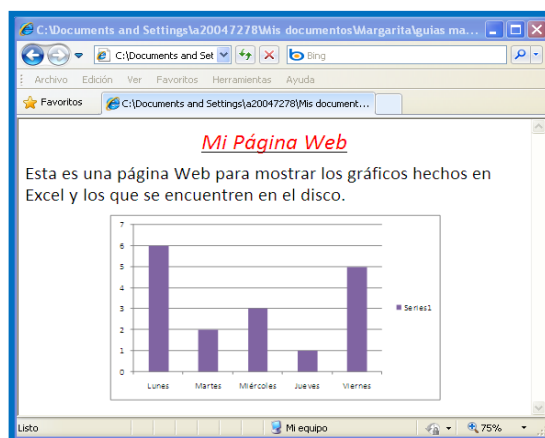 C:\Documents and Settings\a20047278\Mis documentos\Margarita\guias ma...
C:\Documents and Set
Bing
Archivo Edición Ver Favoritos Herramientas Ayuda
Favoritos
C:\Documents and Settings\a20047278\Mis document...
Mi Página Web
Esta es una página Web para mostrar los gráficos hechos en
Excel y los que se encuentren en el disco.
7
6
5
4
3
2
1
0
Series1
Lunes Martes Miércoles Jueves Viernes
Listo Mi equipo 75%